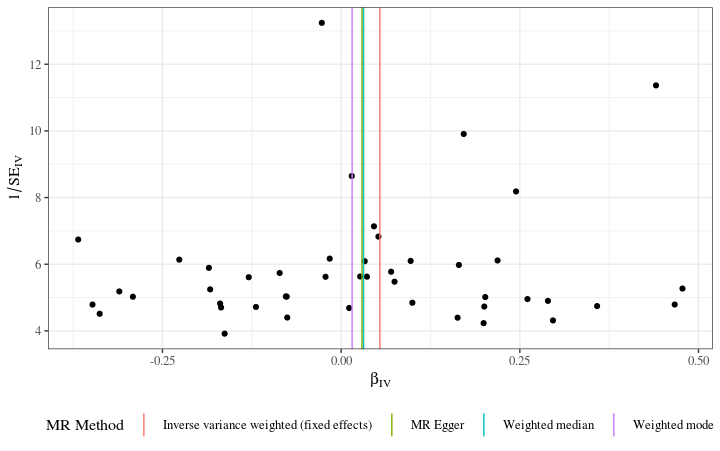 12
10
8
6
4
1/SE_IV
-0.25 0.00 0.25 0.50
β_IV
MR Method Inverse variance weighted (fixed effects) MR Egger Weighted median Weighted mode